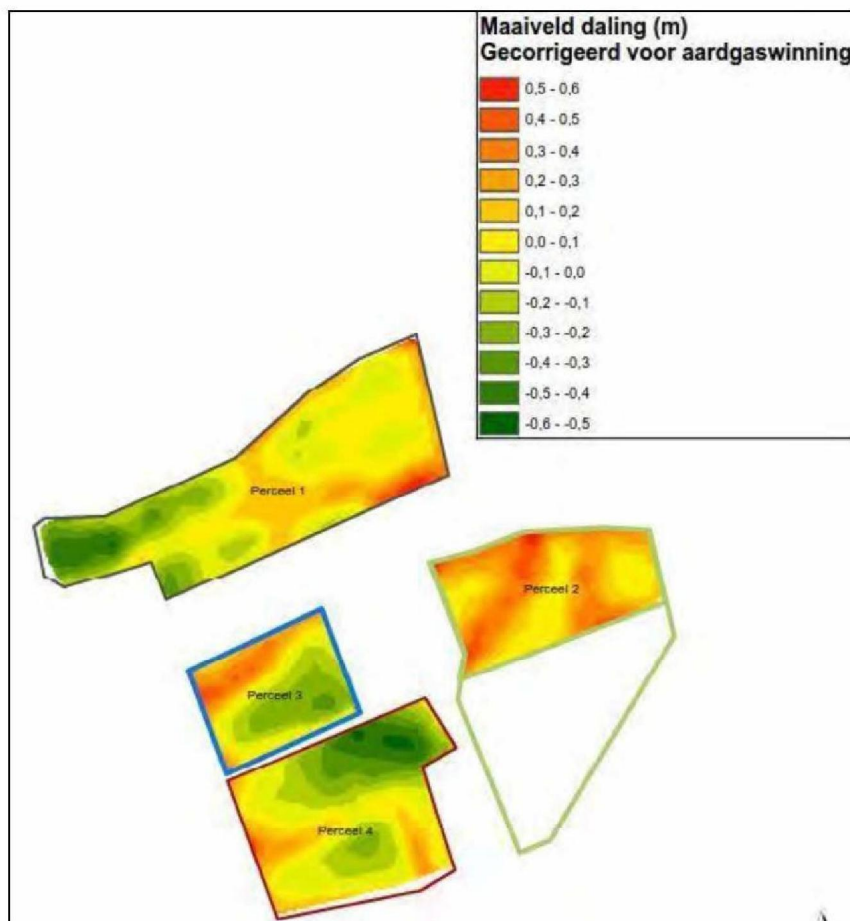 Maaiveld daling (m)
Gecorrigeerd voor aardgaswinning
0,5 - 0,6
0,4 - 0,5
0,3 - 0,4
0,2 - 0,3
0,1 - 0,2
0,0 - 0,1
-0,1 - 0,0
-0,2 - -0,1
-0,3 - -0,2
-0,4 - -0,3
-0,5 - -0,4
-0,6 - -0,5
Perceel 1
Perceel 2
Perceel 3
Perceel 4